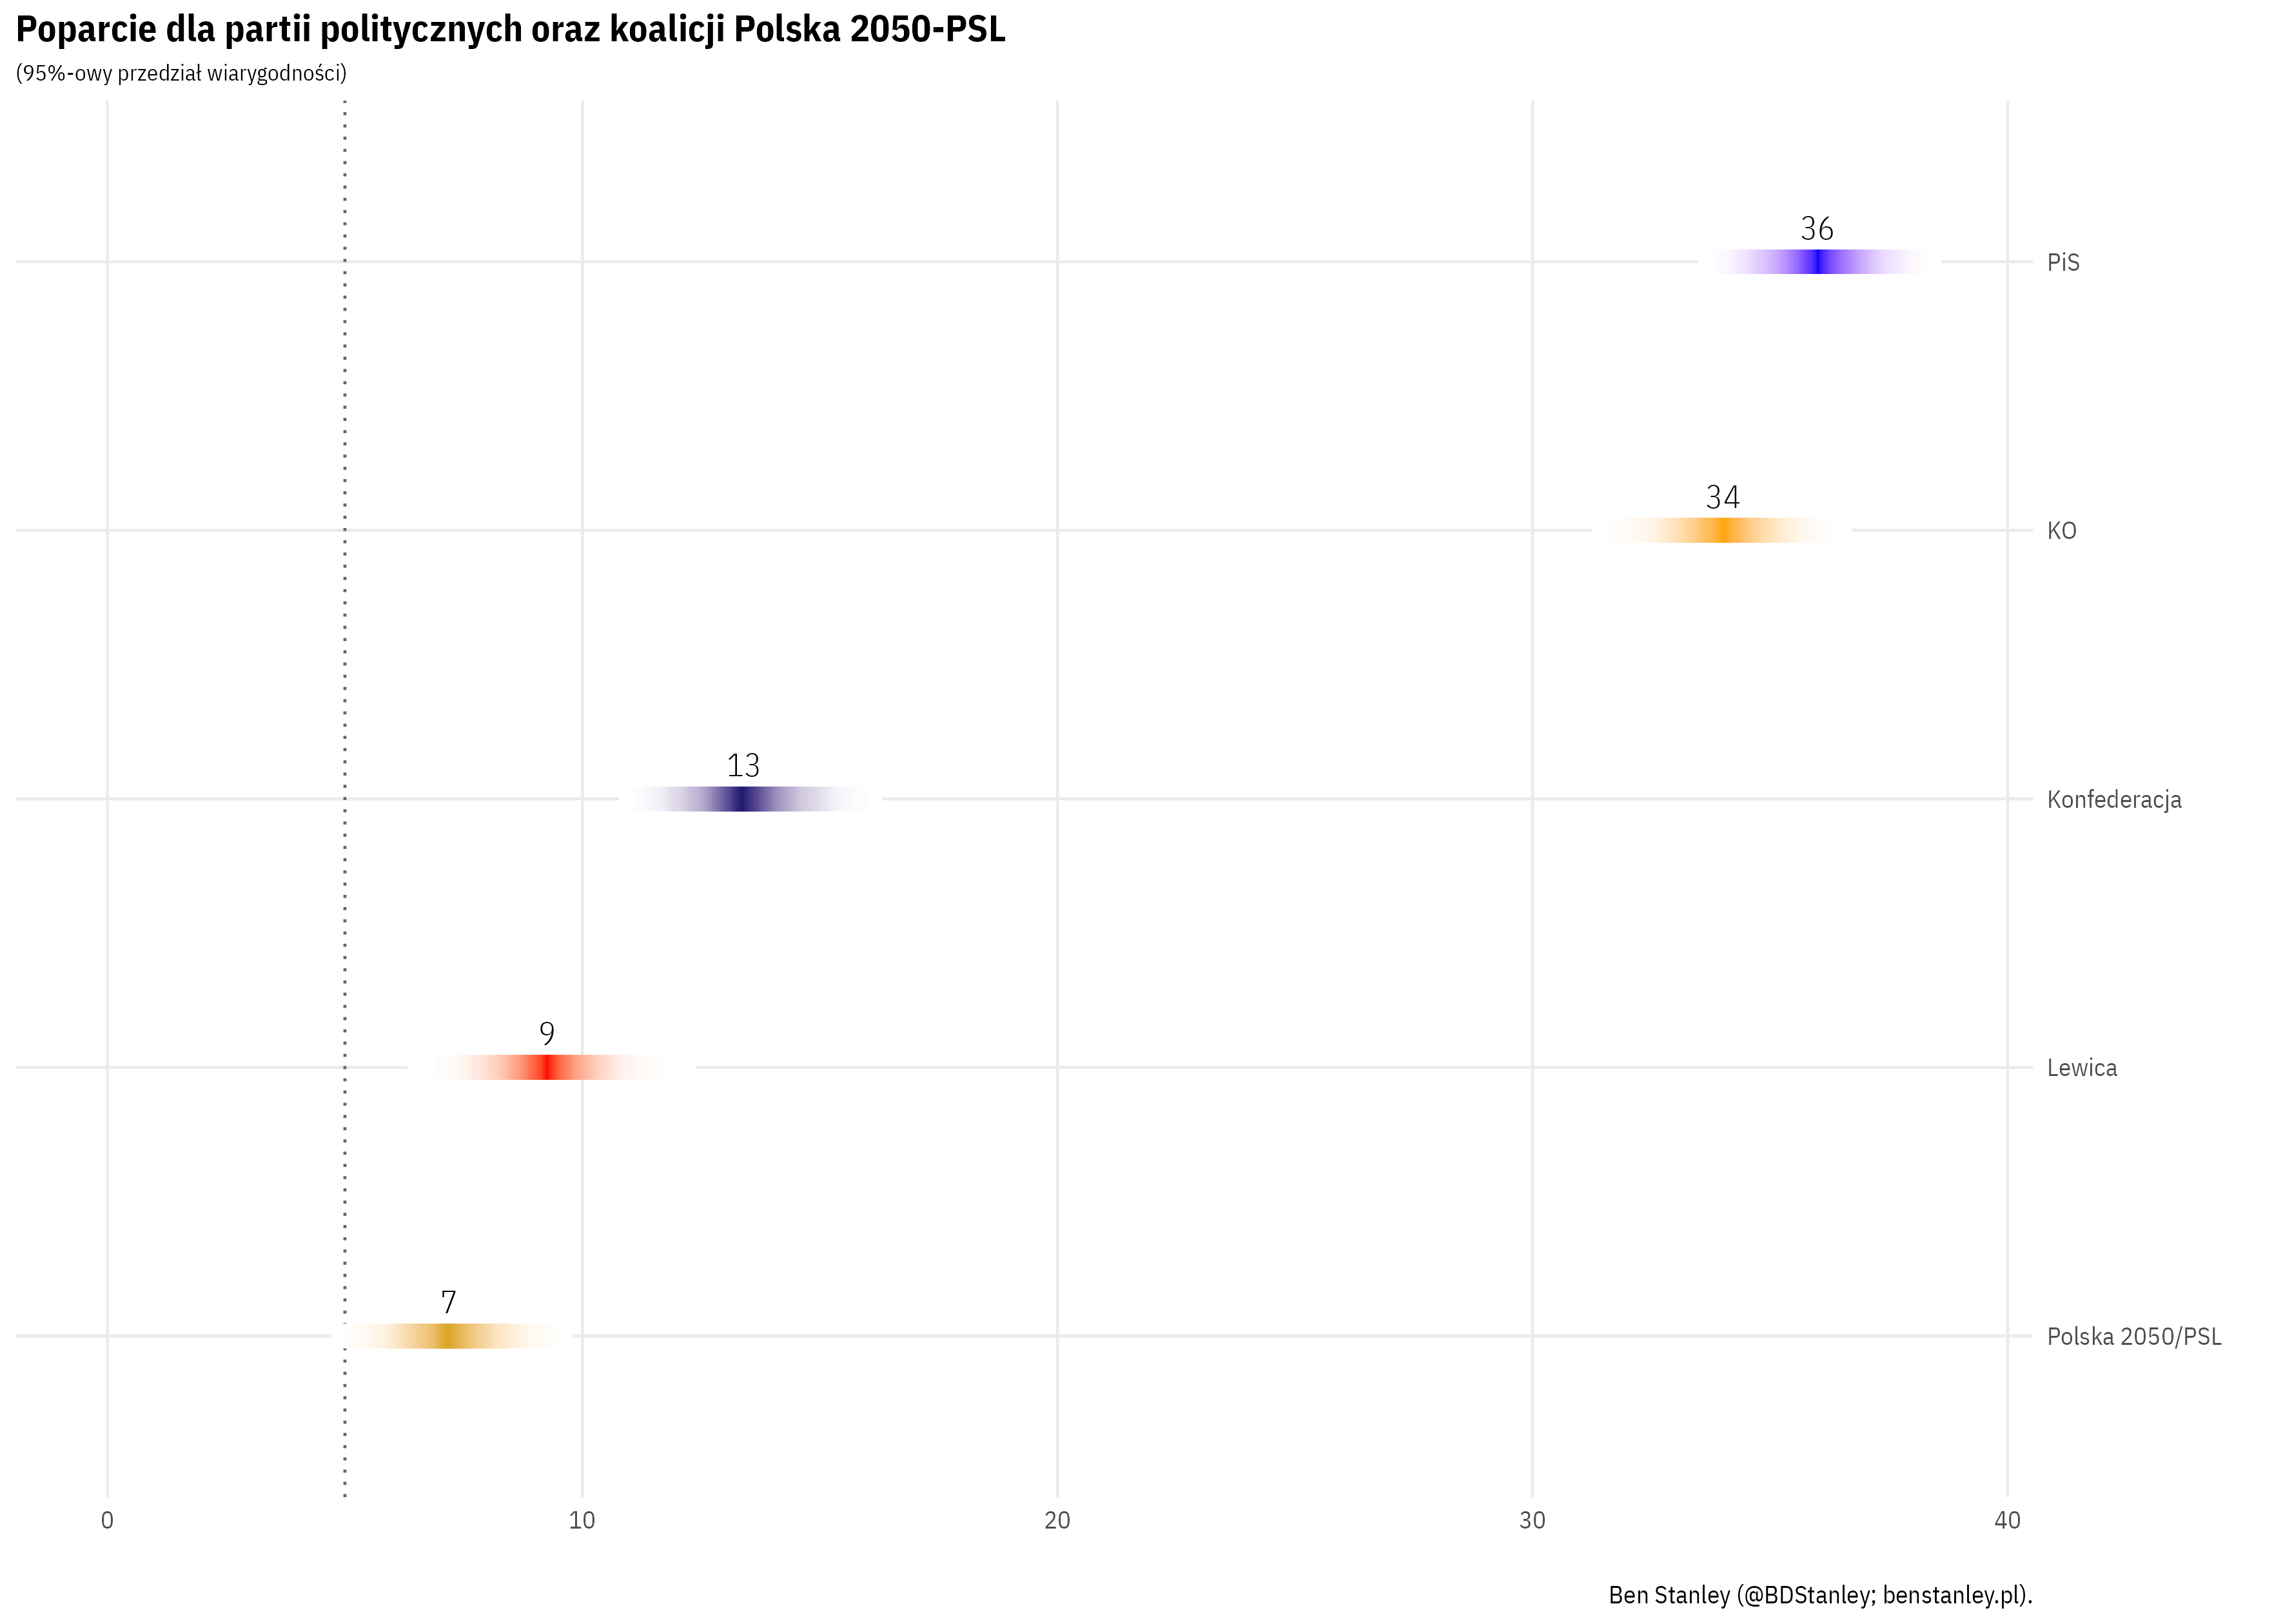 Poparcie dla partii politycznych oraz koalicji Polska 2050-PSL
(95%-owy przedział wiarygodności)
36
PiS
34
KO
13
Konfederacja
9
Lewica
7
Polska 2050/PSL
0 10 20 30 40
Ben Stanley (@BDStanley; benstanley.pl).